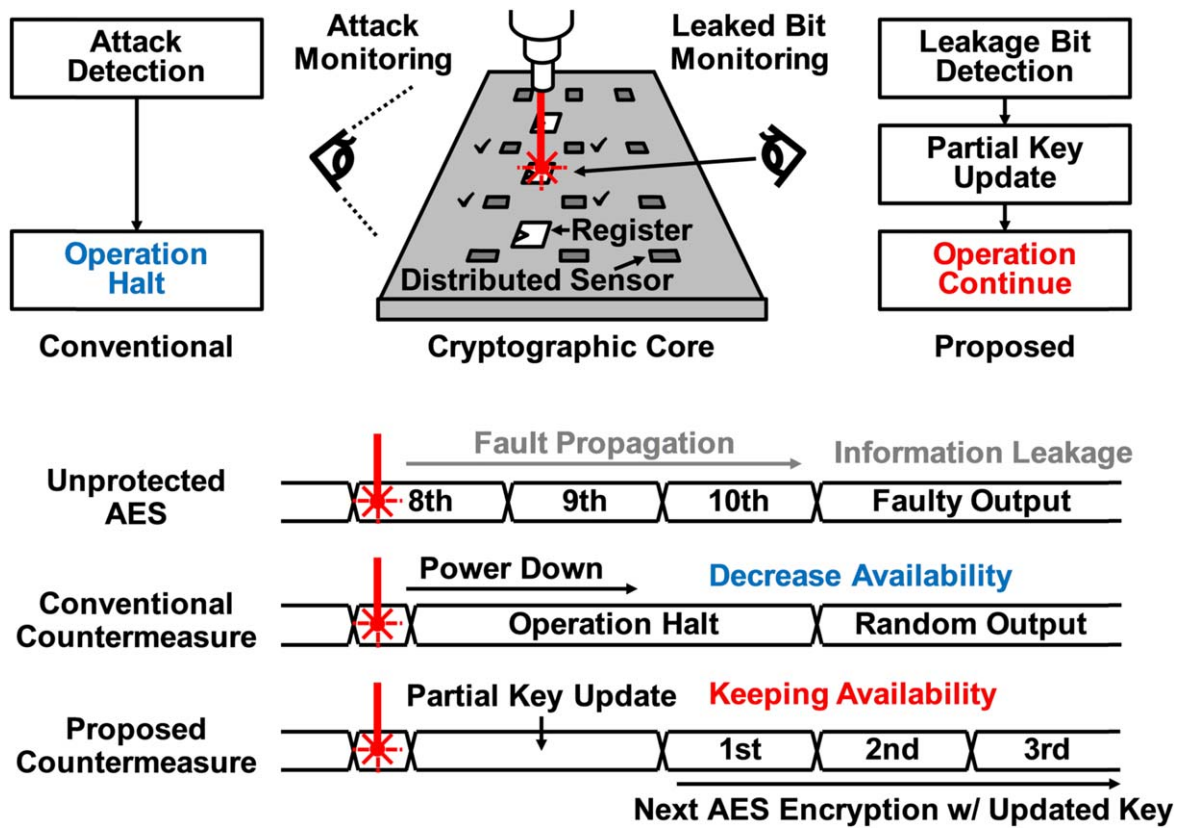 Attack
Detection
Operation
Halt
Conventional
Attack
Monitoring
Leaked Bit
Monitoring
Register
Distributed Sensor
Cryptographic Core
Leakage Bit
Detection
Partial Key
Update
Operation
Continue
Proposed
Unprotected
AES
Fault Propagation
Information Leakage
8th
9th
10th
Faulty Output
Conventional
Countermeasure
Power Down
Decrease Availability
Operation Halt
Random Output
Proposed
Countermeasure
Partial Key Update
Keeping Availability
1st
2nd
3rd
Next AES Encryption w/ Updated Key